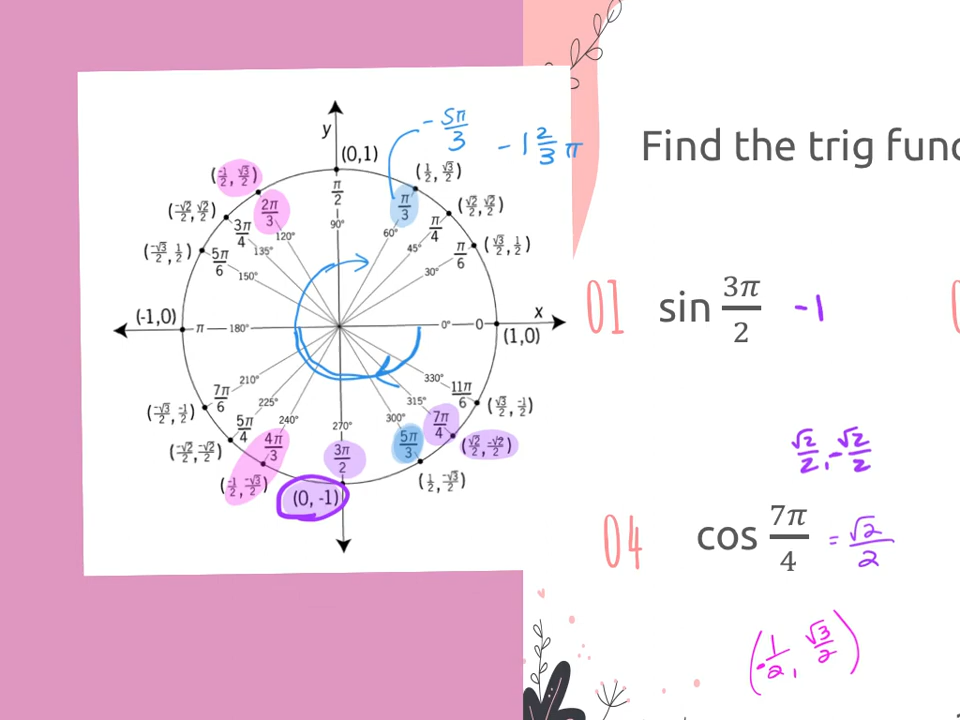 - 5π/3
- 1 2/3 π
y
(0,1)
(-1/2, √3/2)
(1/2, √3/2)
2π/3
π/2
π/3
(-√2/2, √2/2)
(√2/2, √2/2)
3π/4
120°
90°
60°
π/4
(-√3/2, 1/2)
(√3/2, 1/2)
5π/6
135°
45°
π/6
150°
30°
(-1,0)
π
180°
0°
0
x
(1,0)
7π/6
210°
330°
11π/6
(-√3/2, -1/2)
(√3/2, -1/2)
225°
315°
5π/4
240°
270°
300°
7π/4
(-√2/2, -√2/2)
(√2/2, -√2/2)
4π/3
3π/2
5π/3
(-1/2, -√3/2)
(0, -1)
(1/2, -√3/2)
Find the trig func
01 sin 3π/2 -1
√2/2, -√2/2
04 cos 7π/4 = √2/2
(-1/2, √3/2)